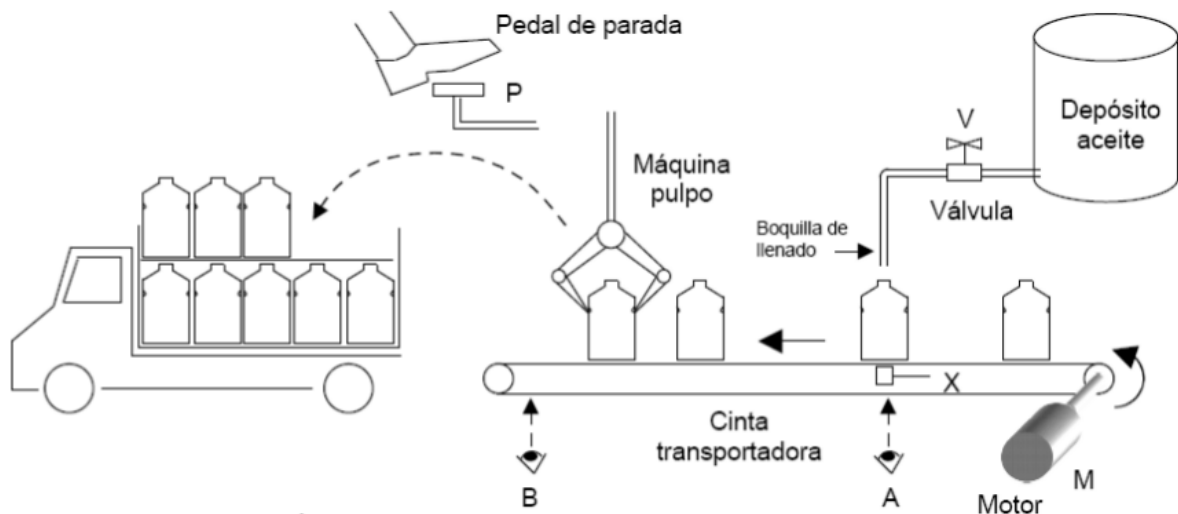 Pedal de parada
P
Depósito
aceite
V
Máquina
pulpo
Válvula
Boquilla de
llenado
X
Cinta
transportadora
B
A
M
Motor